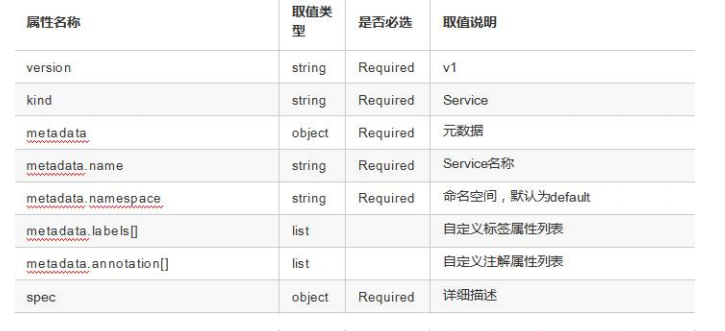 属性名称 取值类型 是否必选 取值说明
version string Required v1
kind string Required Service
metadata object Required 元数据
metadata.name string Required Service名称
metadata.namespace string Required 命名空间，默认为default
metadata.labels[] list 自定义标签属性列表
metadata.annotation[] list 自定义注解属性列表
spec object Required 详细描述